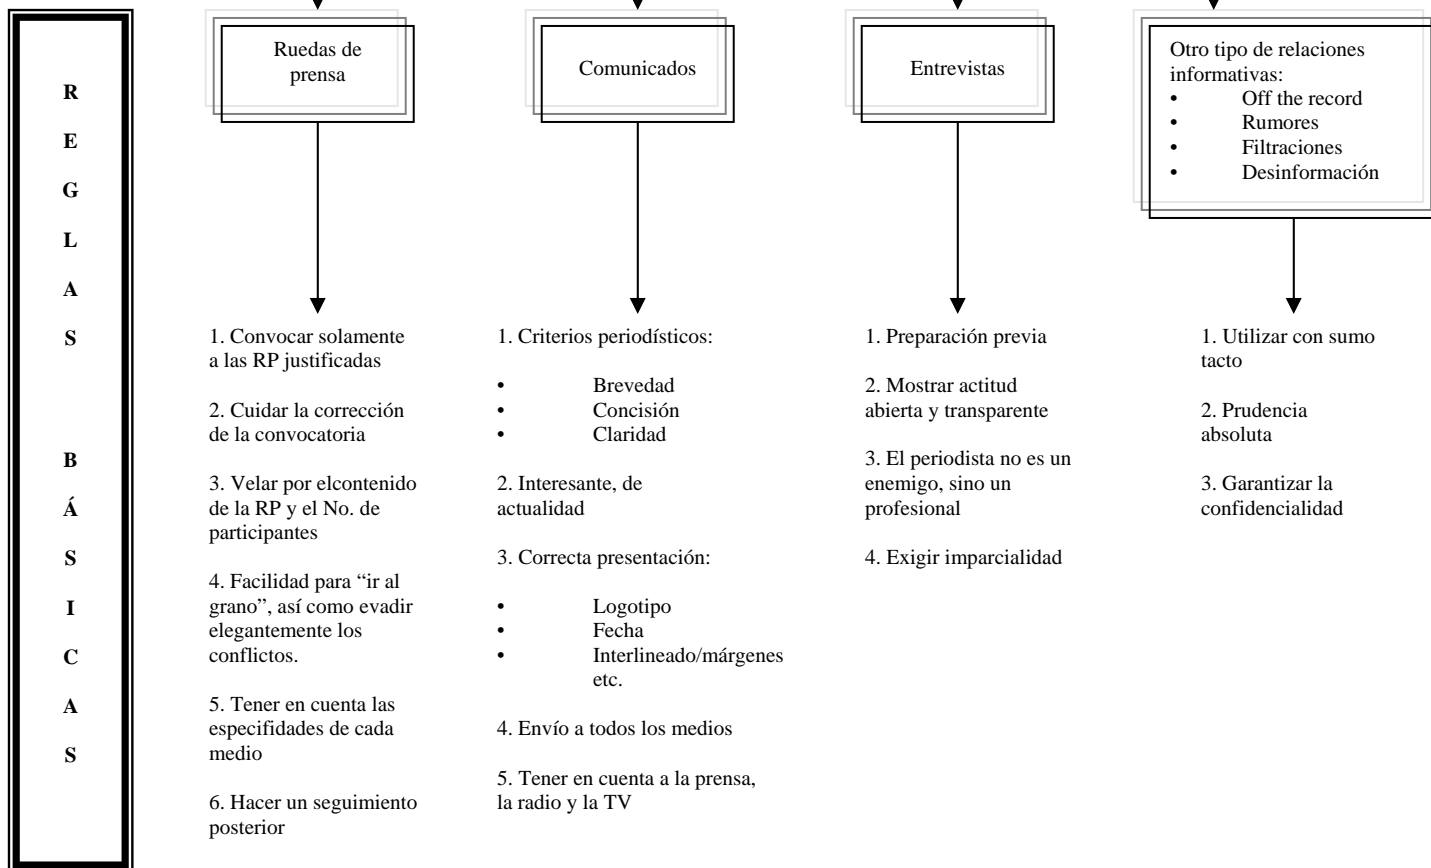 R
E
G
L
A
S
B
Á
S
I
C
A
S
Ruedas de
prensa
1. Convocar solamente
a las RP justificadas
2. Cuidar la corrección
de la convocatoria
3. Velar por elcontenido
de la RP y el No. de
participantes
4. Facilidad para “ir al
grano”, así como evadir
elegantemente los
conflictos.
5. Tener en cuenta las
especifidades de cada
medio
6. Hacer un seguimiento
posterior
Comunicados
1. Criterios periodísticos:
• Brevedad
• Concisión
• Claridad
2. Interesante, de
actualidad
3. Correcta presentación:
• Logotipo
• Fecha
• Interlineado/márgenes
etc.
4. Envío a todos los medios
5. Tener en cuenta a la prensa,
la radio y la TV
Entrevistas
1. Preparación previa
2. Mostrar actitud
abierta y transparente
3. El periodista no es un
enemigo, sino un
profesional
4. Exigir imparcialidad
Otro tipo de relaciones
informativas:
• Off the record
• Rumores
• Filtraciones
• Desinformación
1. Utilizar con sumo
tacto
2. Prudencia
absoluta
3. Garantizar la
confidencialidad